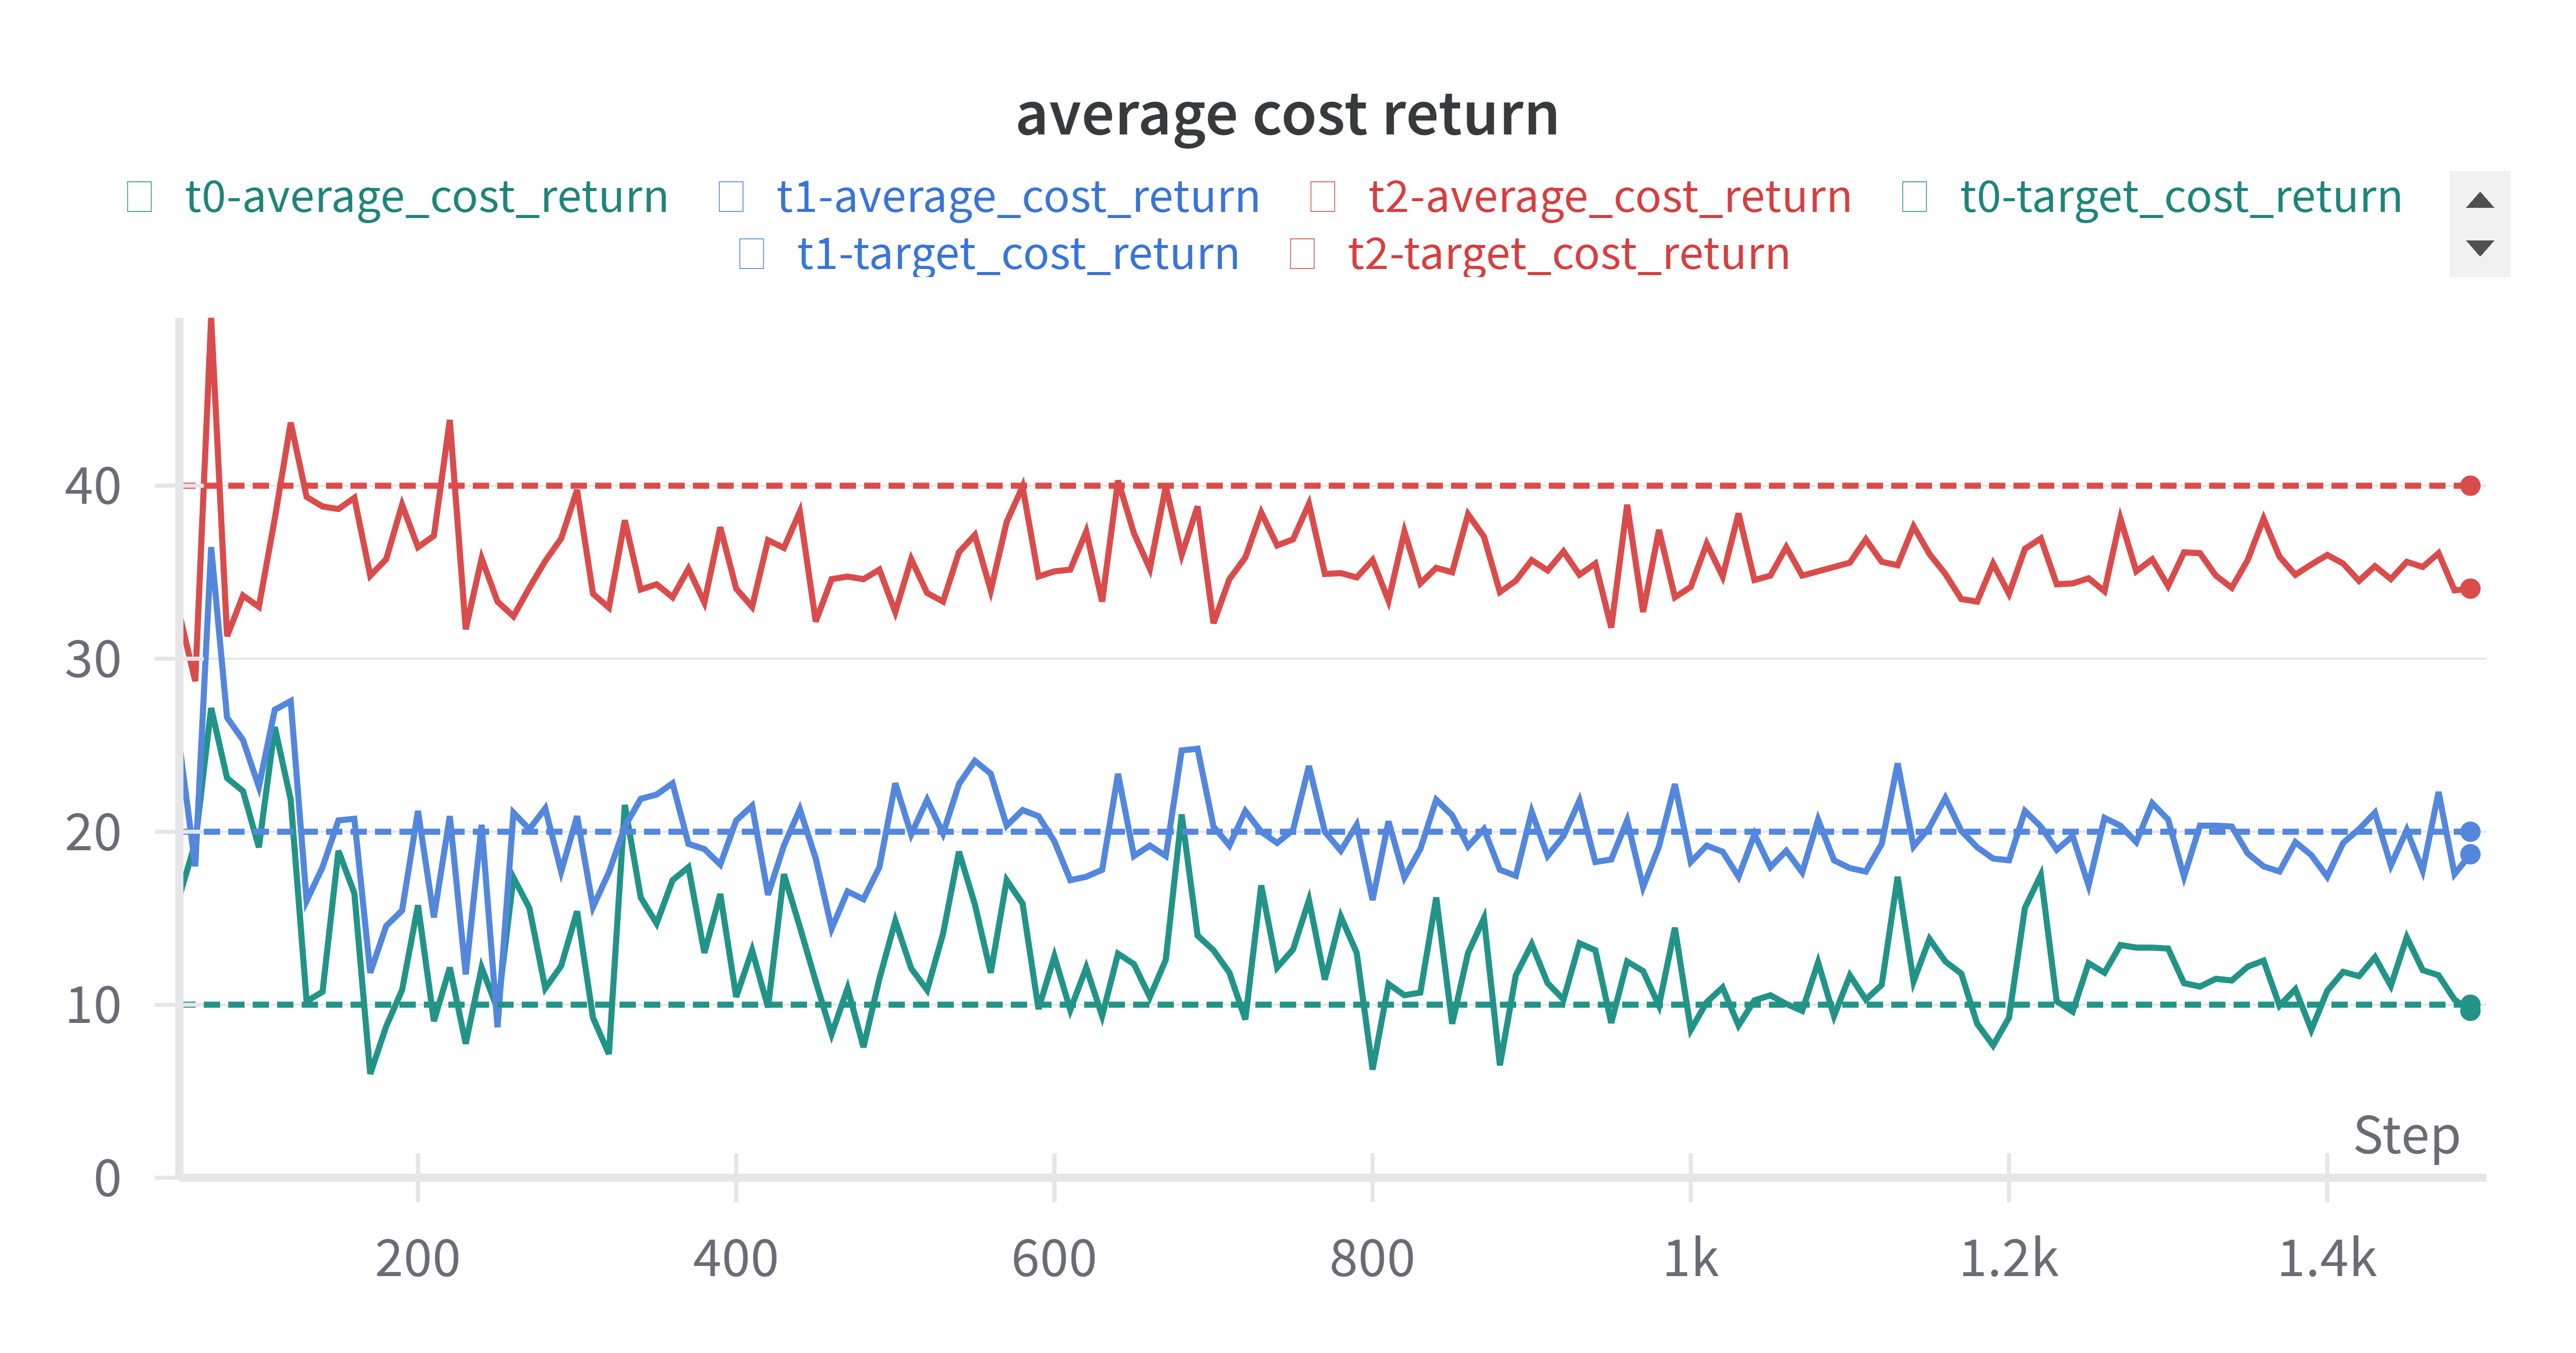 average cost return
t0-average_cost_return t1-average_cost_return t2-average_cost_return t0-target_cost_return
t1-target_cost_return t2-target_cost_return
40
30
20
10
0
Step
200 400 600 800 1k 1.2k 1.4k